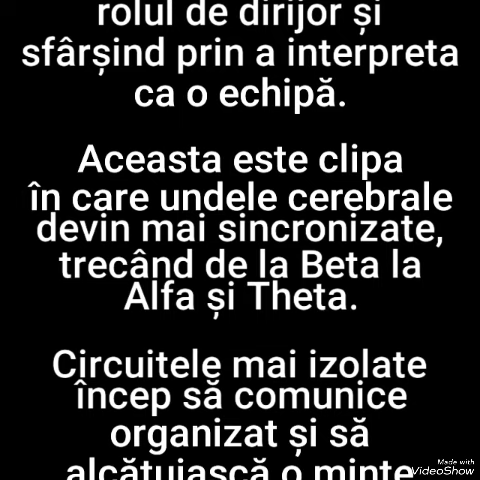 rolul de dirijor și
sfârșind prin a interpreta
ca o echipă.
Aceasta este clipa
în care undele cerebrale
devin mai sincronizate,
trecând de la Beta la
Alfa și Theta.
Circuitele mai izolate
încep să comunice
organizat și să
alcătuiască o minte
Made with
VideoShow